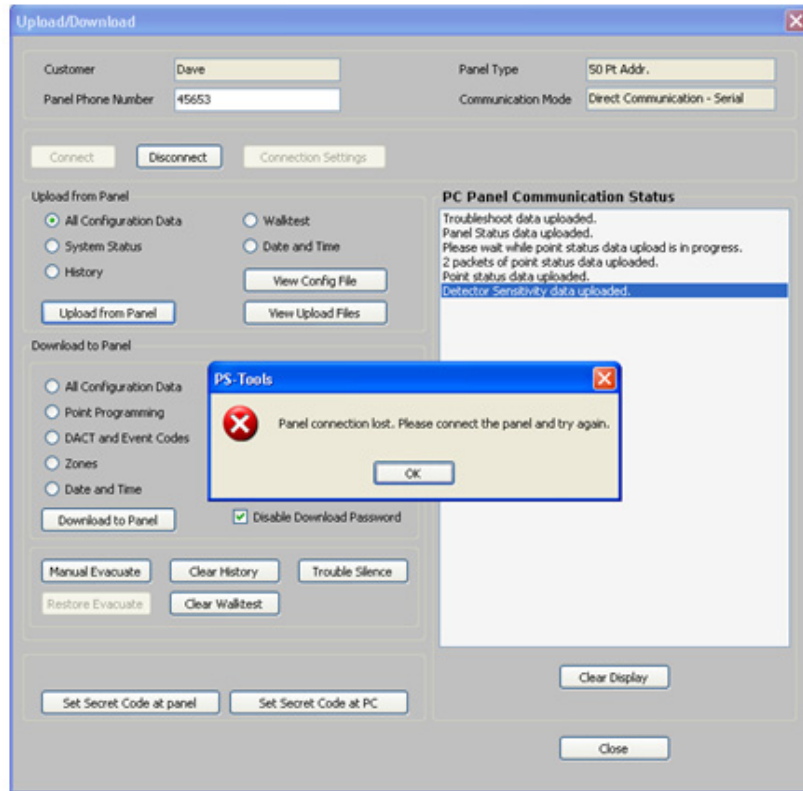 Upload/Download
Customer Dave Panel Type 50 Pt Addr.
Panel Phone Number 45653 Communication Mode Direct Communication - Serial
Connect Disconnect Connection Settings
Upload from Panel
All Configuration Data Walktest
System Status Date and Time
History View Config File
Upload from Panel View Upload Files
PC Panel Communication Status
Troubleshoot data uploaded.
Panel Status data uploaded.
Please wait while point status data upload is in progress.
2 packets of point status data uploaded.
Point status data uploaded.
Detector Sensitivity data uploaded.
Download to Panel
All Configuration Data
Point Programming
DACT and Event Codes
Zones
Date and Time
Download to Panel Disable Download Password
PS-Tools
Panel connection lost. Please connect the panel and try again.
OK
Manual Evacuate Clear History Trouble Silence
Restore Evacuate Clear Walktest
Set Secret Code at panel Set Secret Code at PC
Clear Display
Close